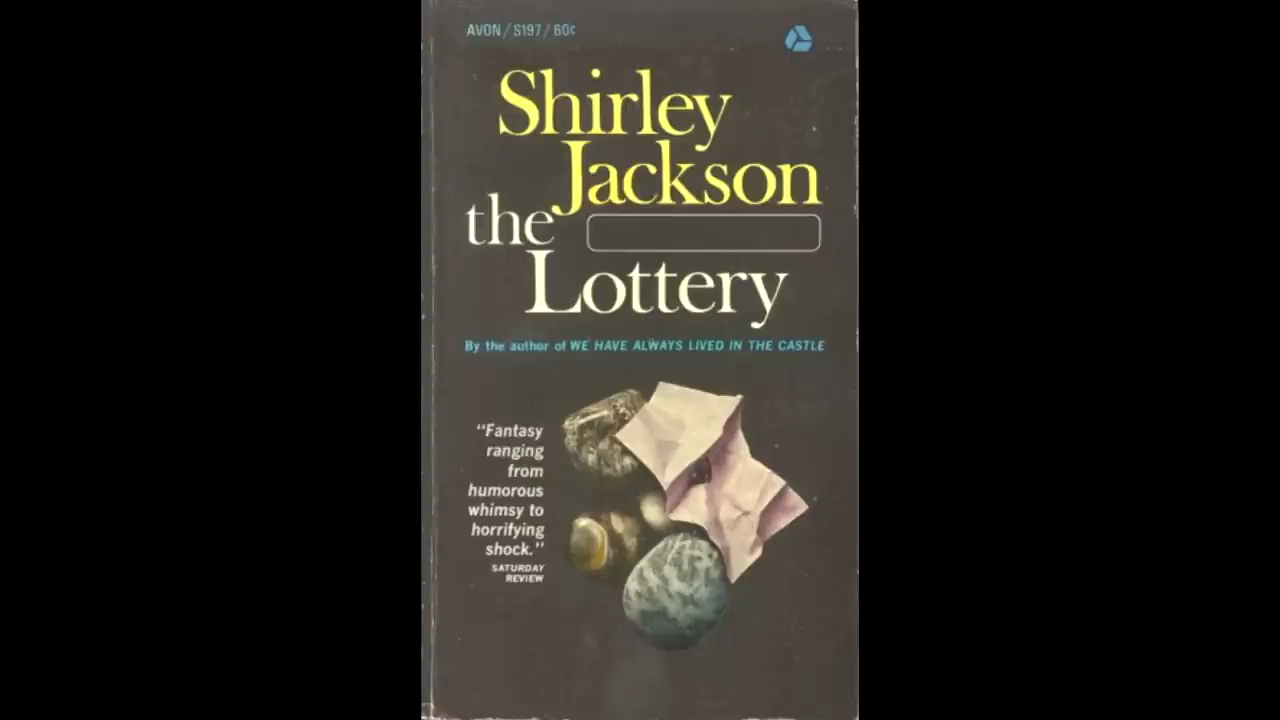 AVON/S197/60¢
Shirley
Jackson
the
Lottery
By the author of WE HAVE ALWAYS LIVED IN THE CASTLE
"Fantasy
ranging
from
humorous
whimsy to
horrifying
shock."
SATURDAY
REVIEW